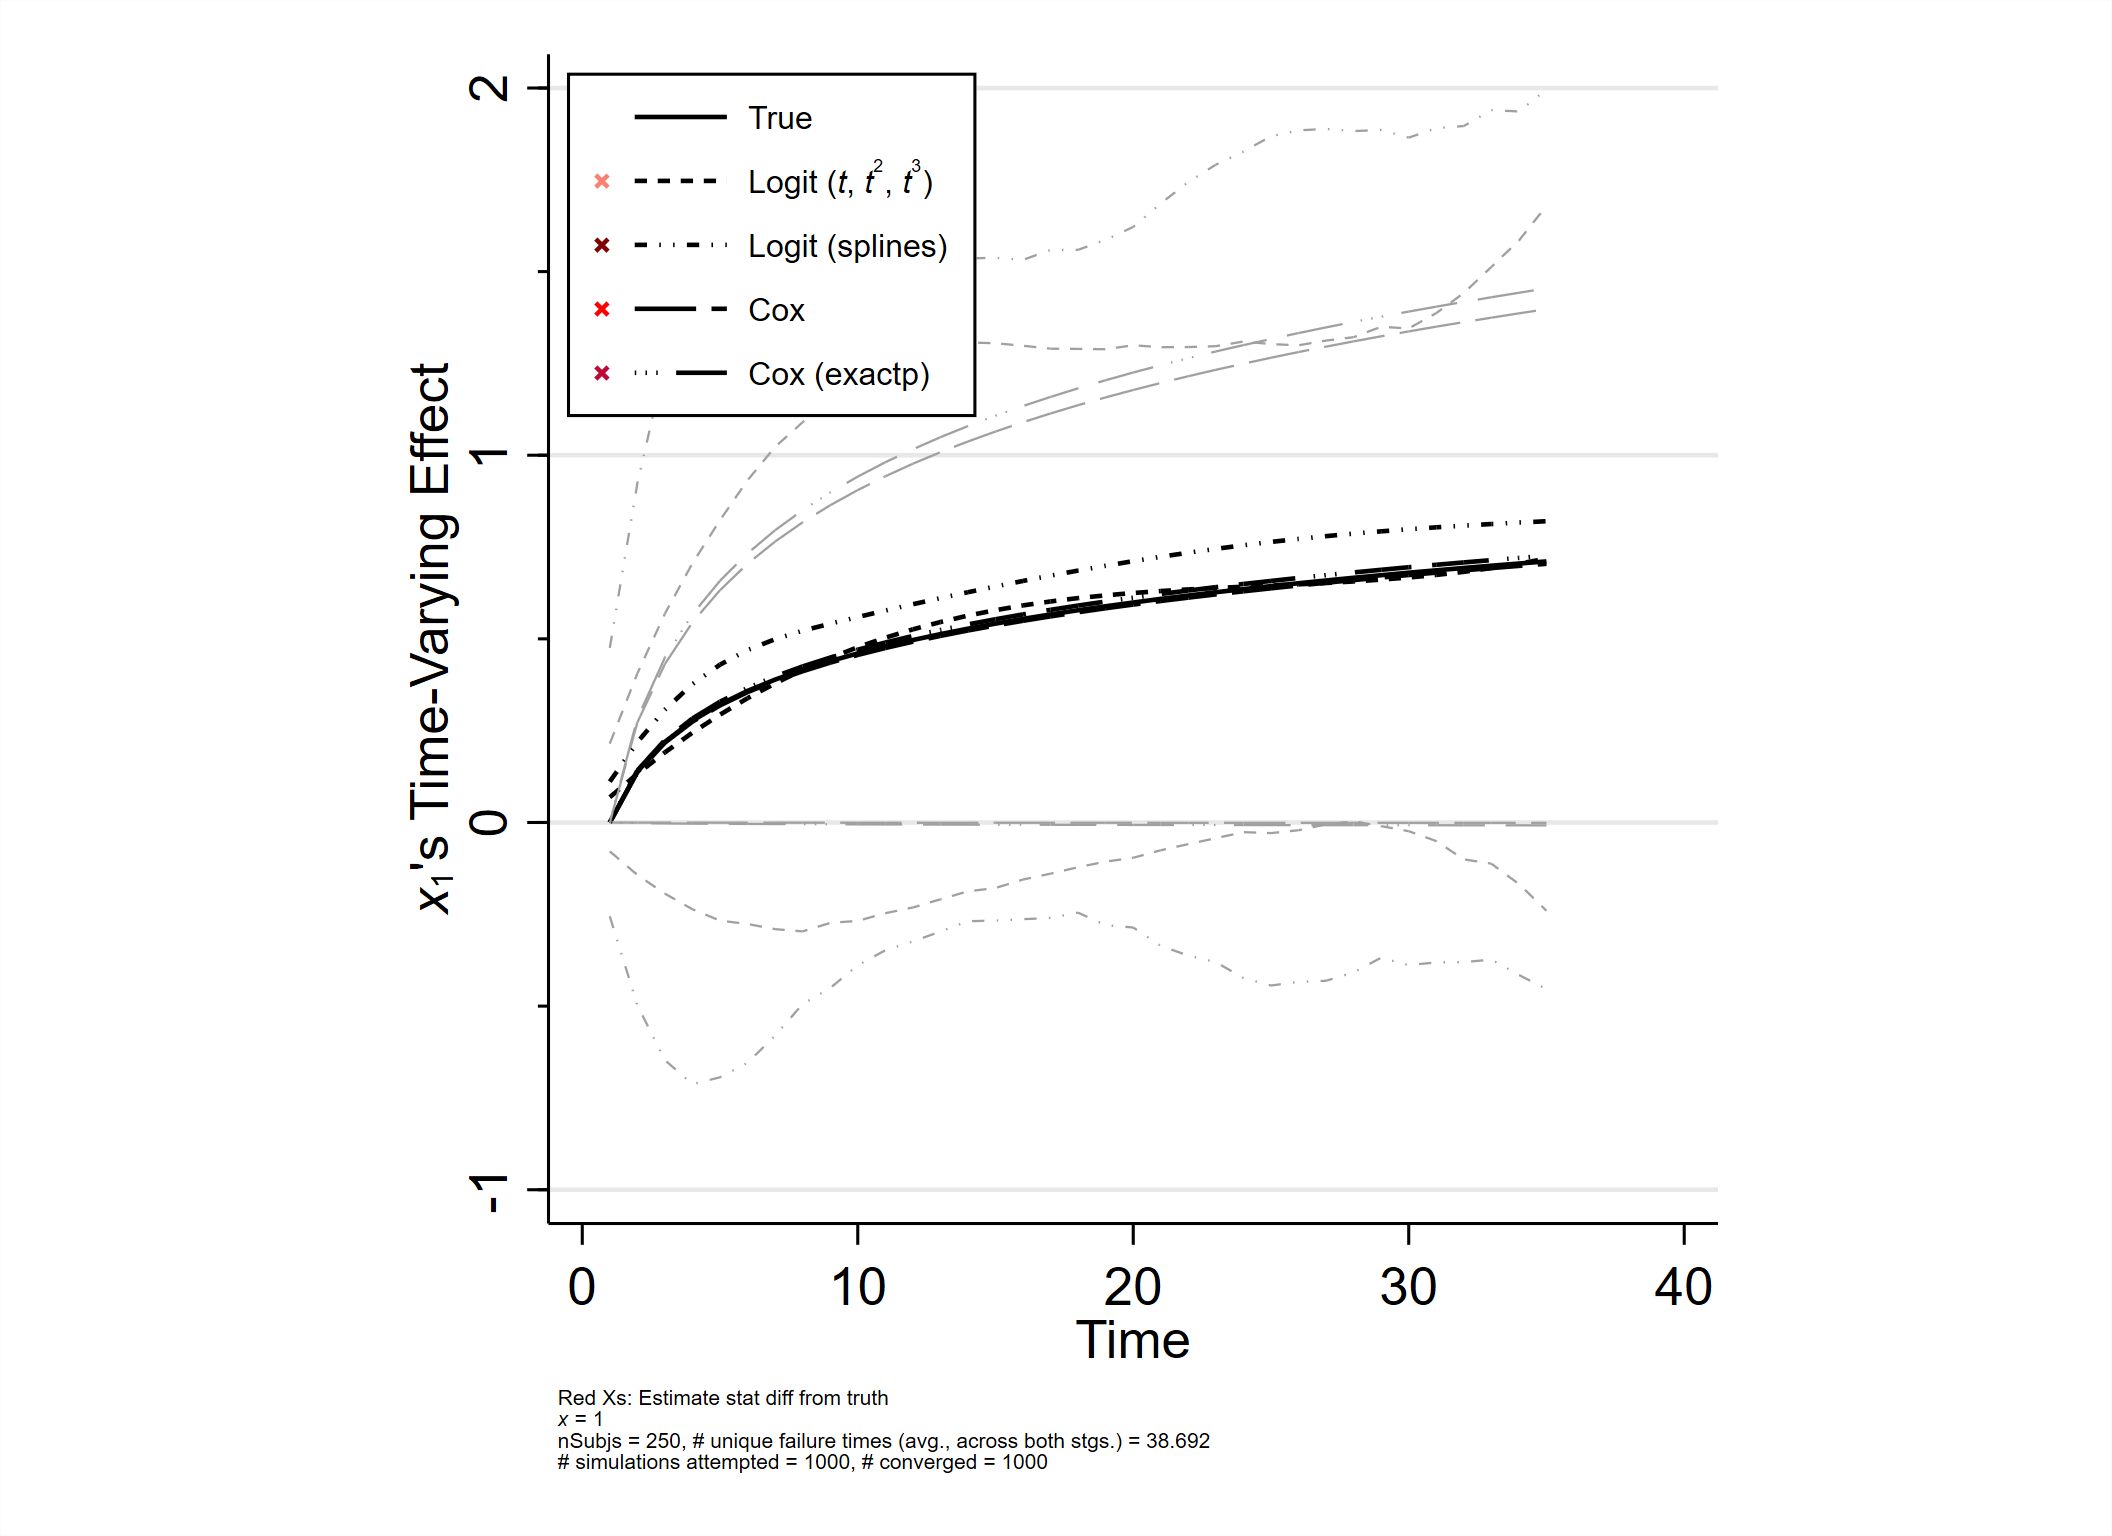 True
Logit (t, t², t³)
Logit (splines)
Cox
Cox (exactp)
x₁'s Time-Varying Effect
2
1
0
-1
0 10 20 30 40
Time
Red Xs: Estimate stat diff from truth
x = 1
nSubjs = 250, # unique failure times (avg., across both stgs.) = 38.692
# simulations attempted = 1000, # converged = 1000